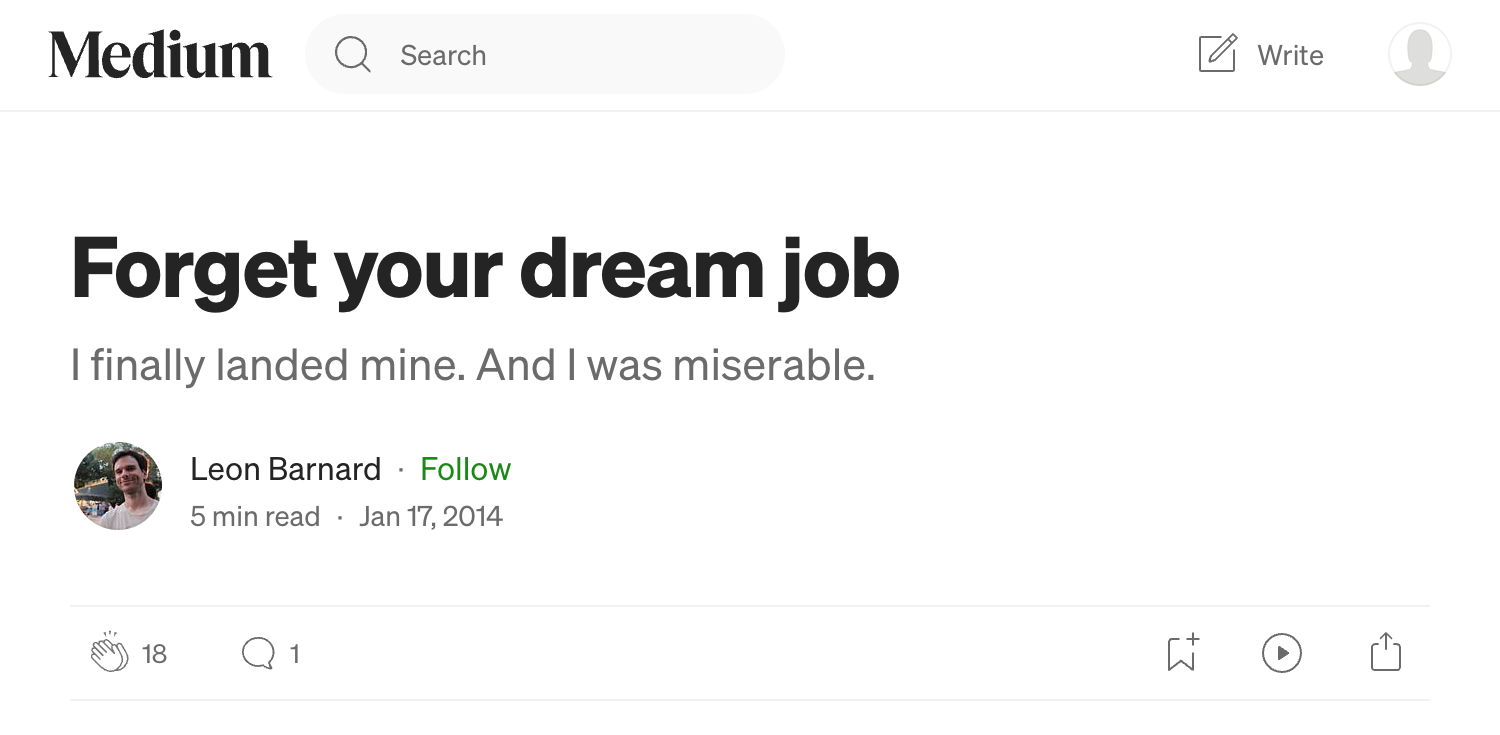 Medium
Search
Write
Forget your dream job
I finally landed mine. And I was miserable.
Leon Barnard · Follow
5 min read · Jan 17, 2014
18
1